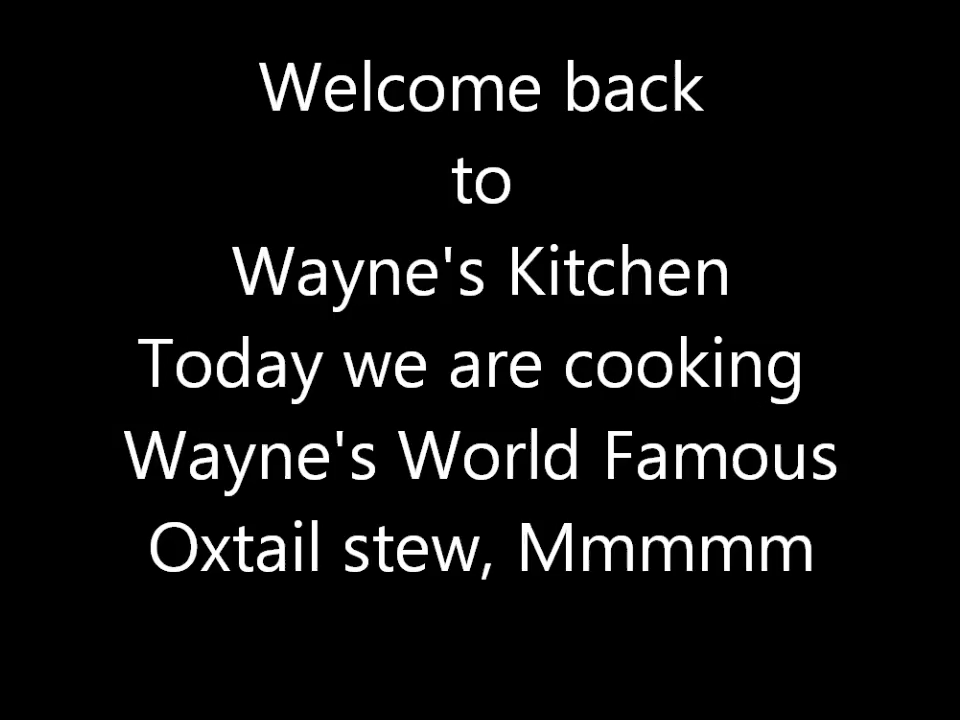 Welcome back
to
Wayne's Kitchen
Today we are cooking
Wayne's World Famous
Oxtail stew, Mmmmm